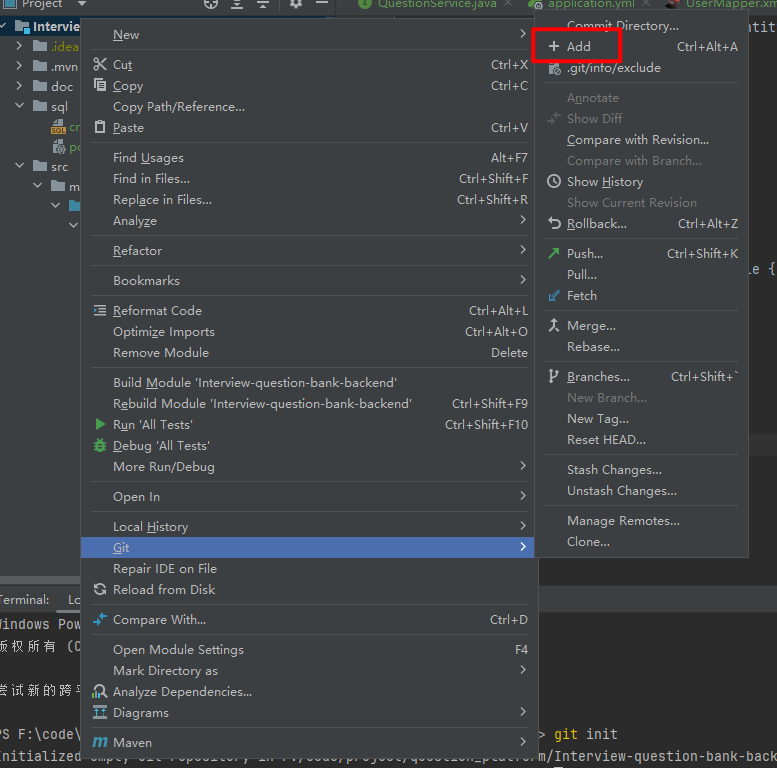 Project
QuestionService.java
application.yml
UserMapper.xm
Intervie
.idea
.mvn
doc
sql
cr
po
src
m
New
Cut Ctrl+X
Copy Ctrl+C
Copy Path/Reference...
Paste Ctrl+V
Find Usages Alt+F7
Find in Files... Ctrl+Shift+F
Replace in Files... Ctrl+Shift+R
Analyze
Refactor
Bookmarks
Reformat Code Ctrl+Alt+L
Optimize Imports Ctrl+Alt+O
Remove Module Delete
Build Module 'Interview-question-bank-backend'
Rebuild Module 'Interview-question-bank-backend' Ctrl+Shift+F9
Run 'All Tests' Ctrl+Shift+F10
Debug 'All Tests'
More Run/Debug
Open In
Local History
Git
Repair IDE on File
Reload from Disk
Compare With... Ctrl+D
Open Module Settings F4
Mark Directory as
Analyze Dependencies...
Diagrams
Maven
Commit Directory...
Add Ctrl+Alt+A
.git/info/exclude
Annotate
Show Diff
Compare with Revision...
Compare with Branch...
Show History
Show Current Revision
Rollback... Ctrl+Alt+Z
Push... Ctrl+Shift+K
Pull...
Fetch
Merge...
Rebase...
Branches... Ctrl+Shift+`
New Branch...
New Tag...
Reset HEAD...
Stash Changes...
Unstash Changes...
Manage Remotes...
Clone...
ntit
le {
Terminal: Lo
Windows Pow
版权所有 (C
尝试新的跨平
PS F:\code\ > git init
Initialized empty Git repository in F:/code/project/question_platform/Interview-question-bank-back